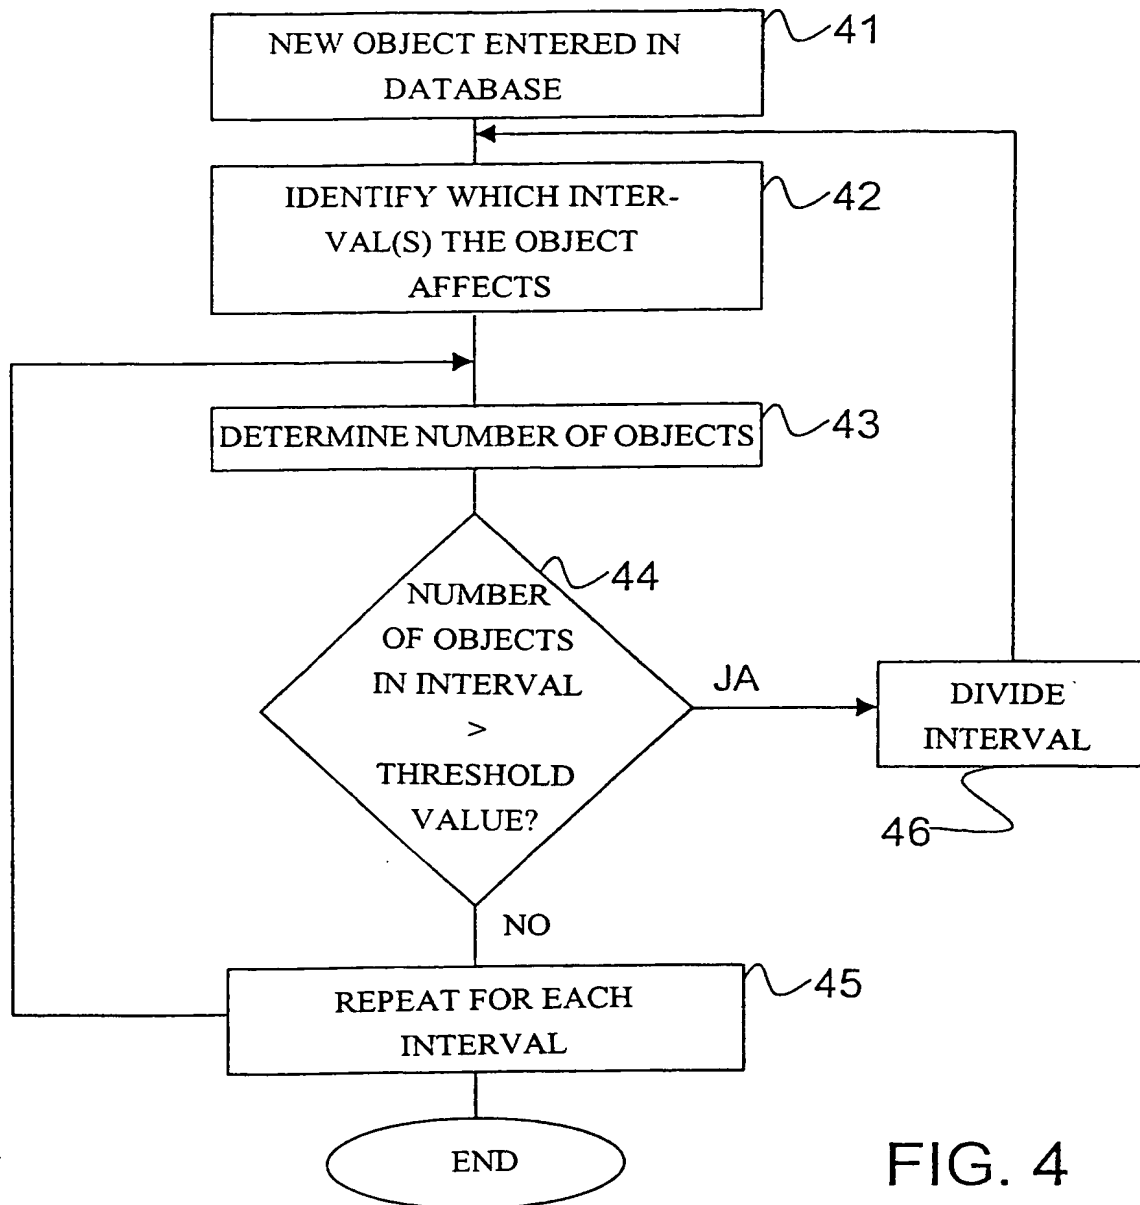 NEW OBJECT ENTERED IN
DATABASE
41
IDENTIFY WHICH INTER-
VAL(S) THE OBJECT
AFFECTS
42
DETERMINE NUMBER OF OBJECTS
43
NUMBER
OF OBJECTS
IN INTERVAL
>
THRESHOLD
VALUE?
44
JA
DIVIDE
INTERVAL
46
NO
REPEAT FOR EACH
INTERVAL
45
END
FIG. 4